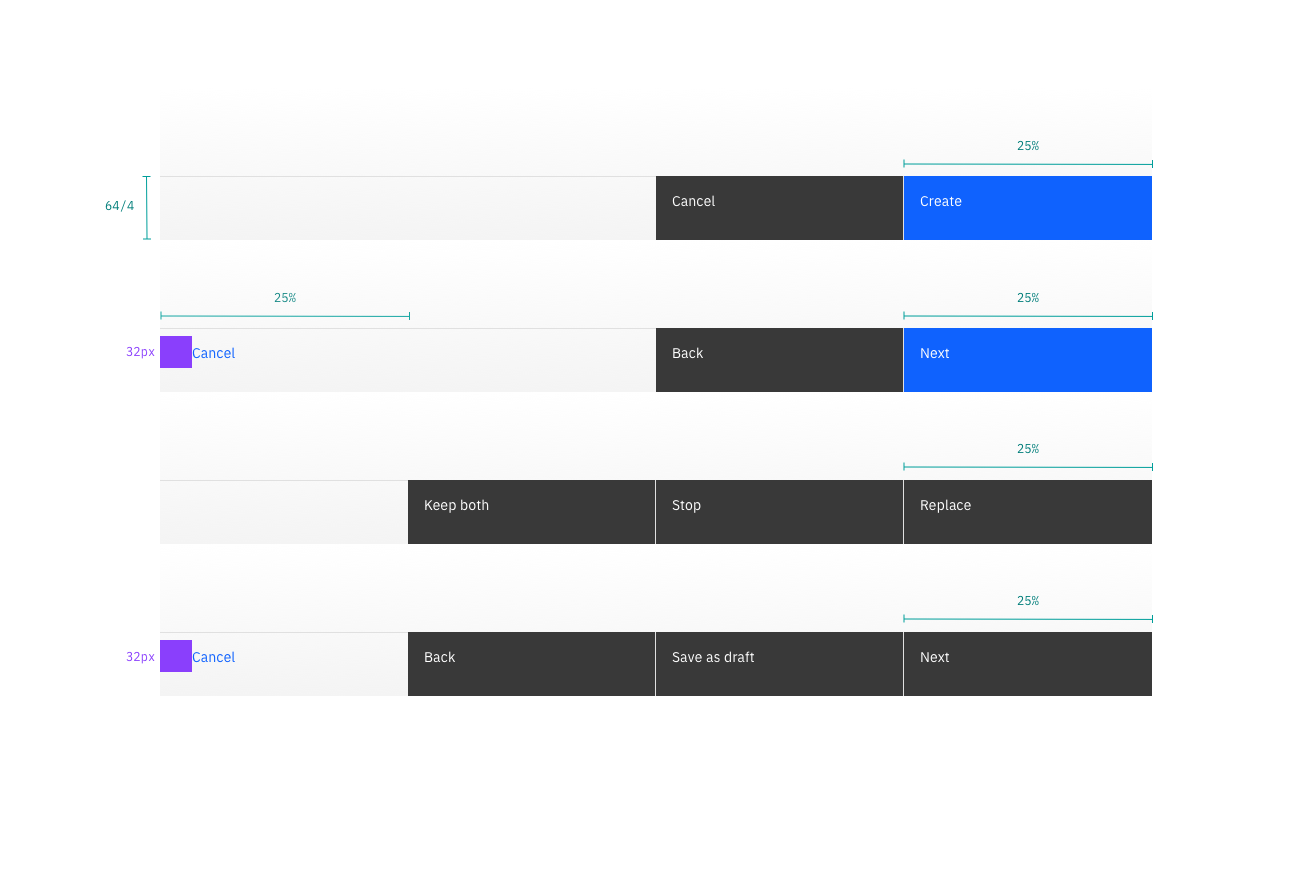 25%
64/4
Cancel
Create
25%
25%
32px
Cancel
Back
Next
25%
Keep both
Stop
Replace
25%
32px
Cancel
Back
Save as draft
Next